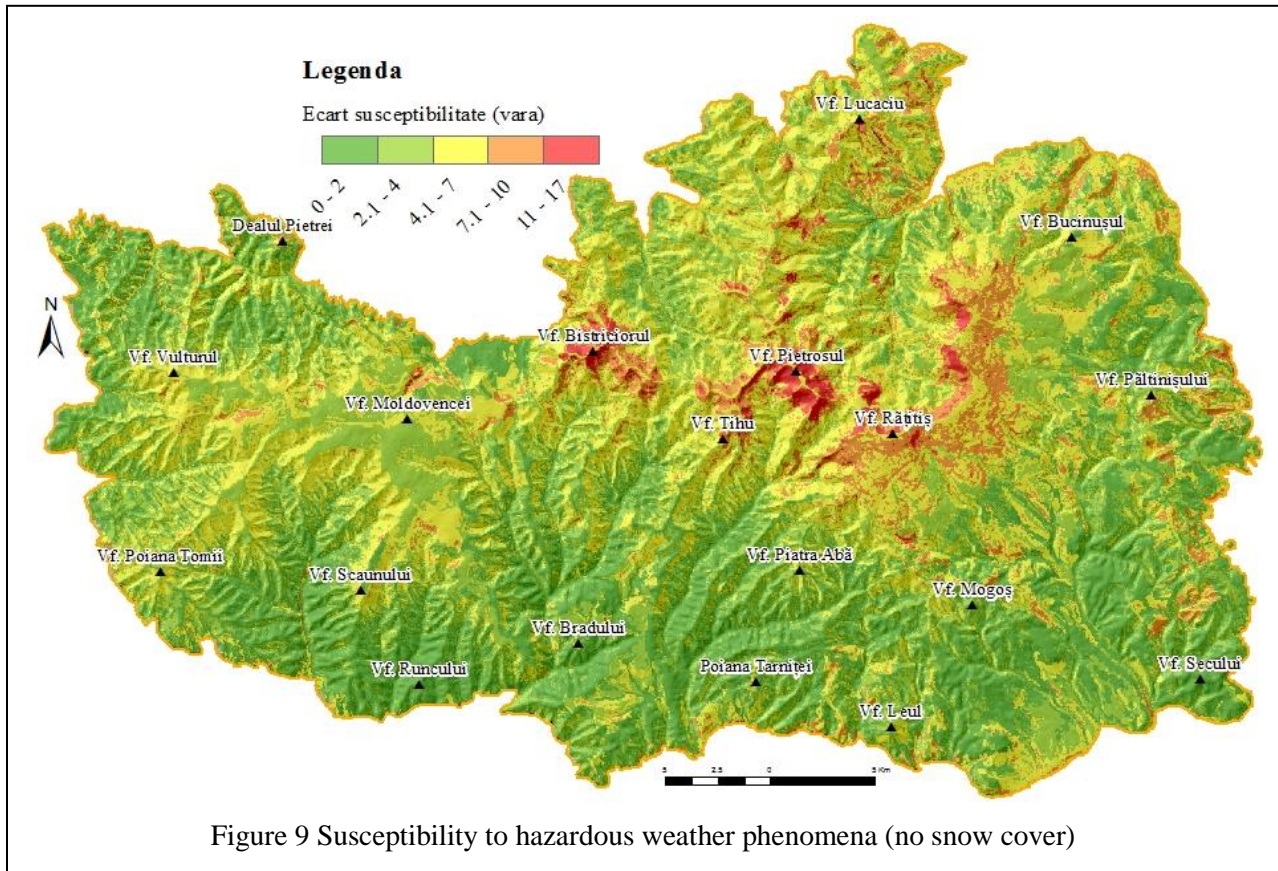 Legenda
Ecart susceptibilitate (vara)
0 - 2
2.1 - 4
4.1 - 7
7.1 - 10
11 - 17
Vf. Lucaciu
Dealul Pietrei
Vf. Bucinușul
N
Vf. Bistriciorul
Vf. Vulturul
Vf. Pietrosul
Vf. Păltinișului
Vf. Moldovencei
Vf. Tihu
Vf. Rățitiș
Vf. Poiana Tomii
Vf. Scaunului
Vf. Piatra Abă
Vf. Mogoș
Vf. Bradului
Vf. Runcului
Poiana Tarniței
Vf. Secului
Vf. Leul
5 2.5 0 5 Km
Figure 9 Susceptibility to hazardous weather phenomena (no snow cover)